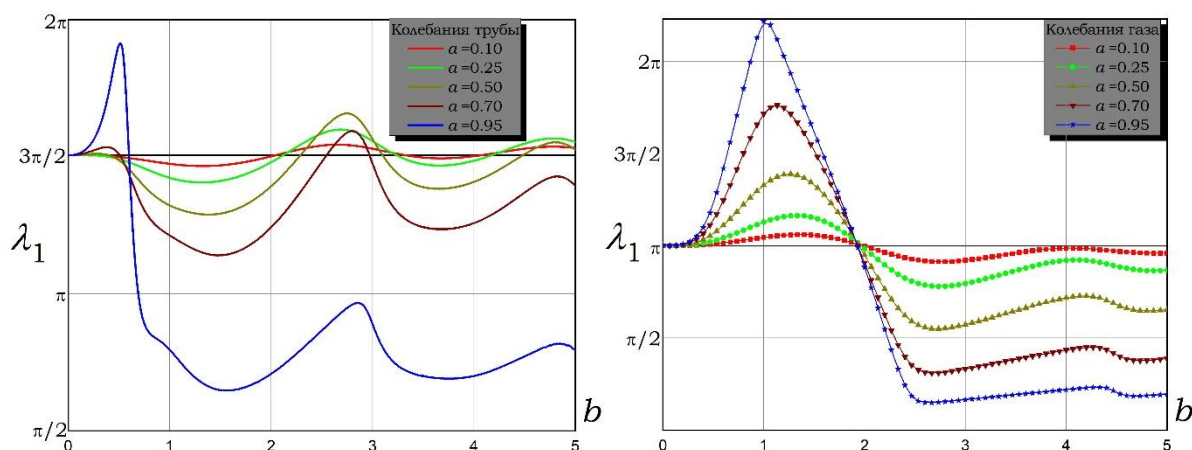 2π
3π/2
λ₁
π
π/2
0 1 2 3 4 5
b
Колебания трубы
a=0.10
a=0.25
a=0.50
a=0.70
a=0.95
2π
3π/2
λ₁ π
π/2
0 1 2 3 4 5
b
Колебания газа
a=0.10
a=0.25
a=0.50
a=0.70
a=0.95